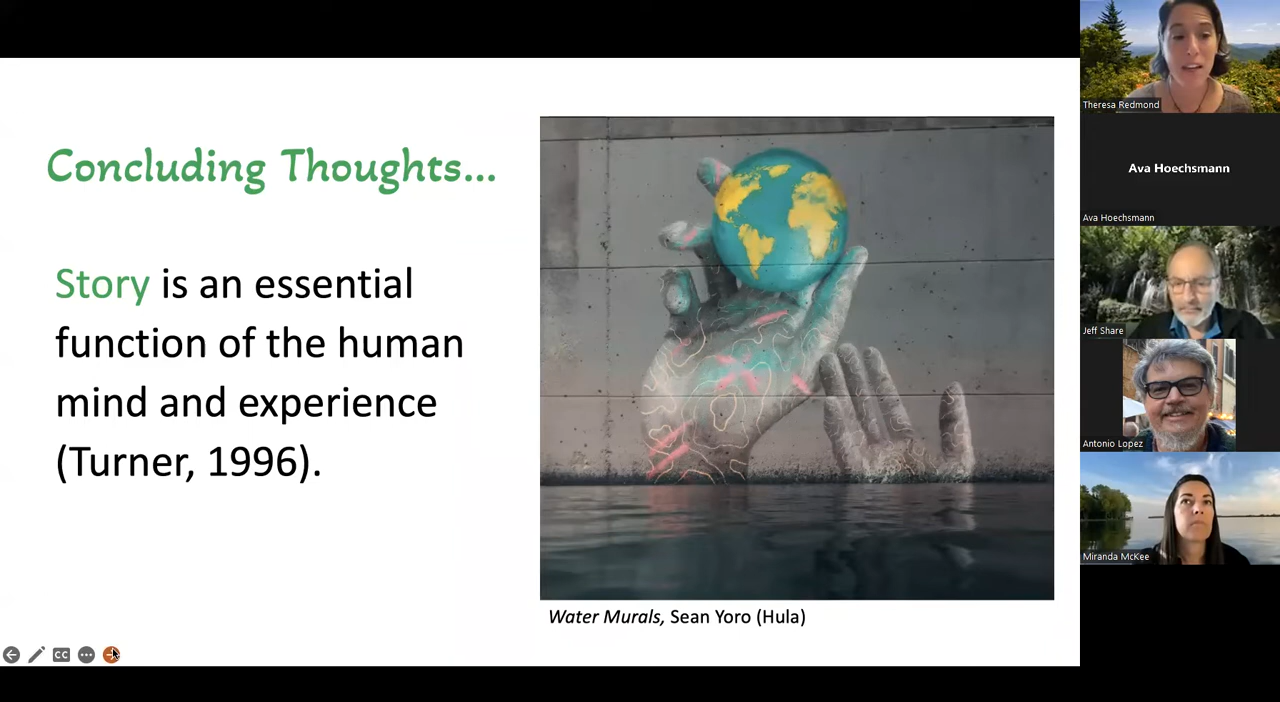 Concluding Thoughts...
Story is an essential
function of the human
mind and experience
(Turner, 1996).
Water Murals, Sean Yoro (Hula)
CC
Theresa Redmond
Ava Hoechsmann
Ava Hoechsmann
Jeff Share
Antonio Lopez
Miranda McKee